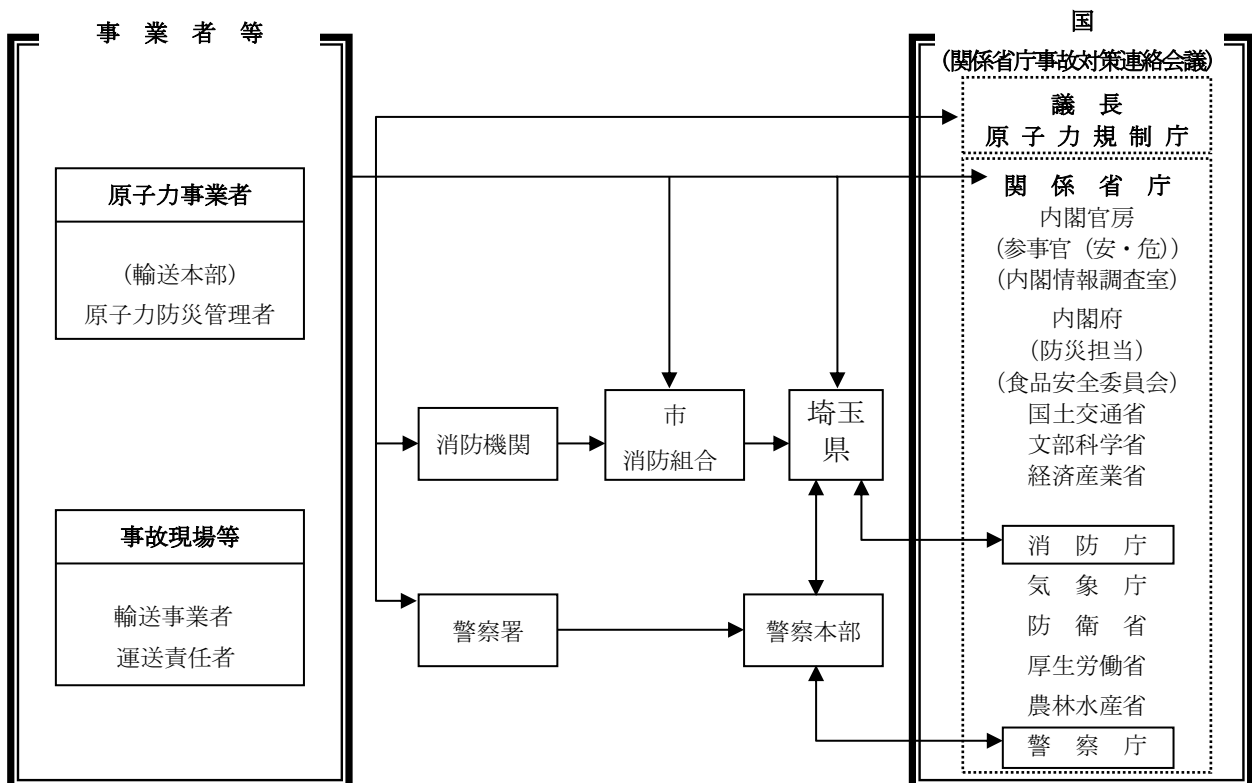 事 業 者 等
原子力事業者
(輸送本部)
原子力防災管理者
事故現場等
輸送事業者
運送責任者
消防機関
市
消防組合
埼玉
県
警察署
警察本部
国
(関係省庁事故対策連絡会議)
議 長
原 子 力 規 制 庁
関 係 省 庁
内閣官房
(参事官（安・危）)
(内閣情報調査室)
内閣府
(防災担当)
(食品安全委員会)
国土交通省
文部科学省
経済産業省
消 防 庁
気 象 庁
防 衛 省
厚生労働省
農林水産省
警 察 庁